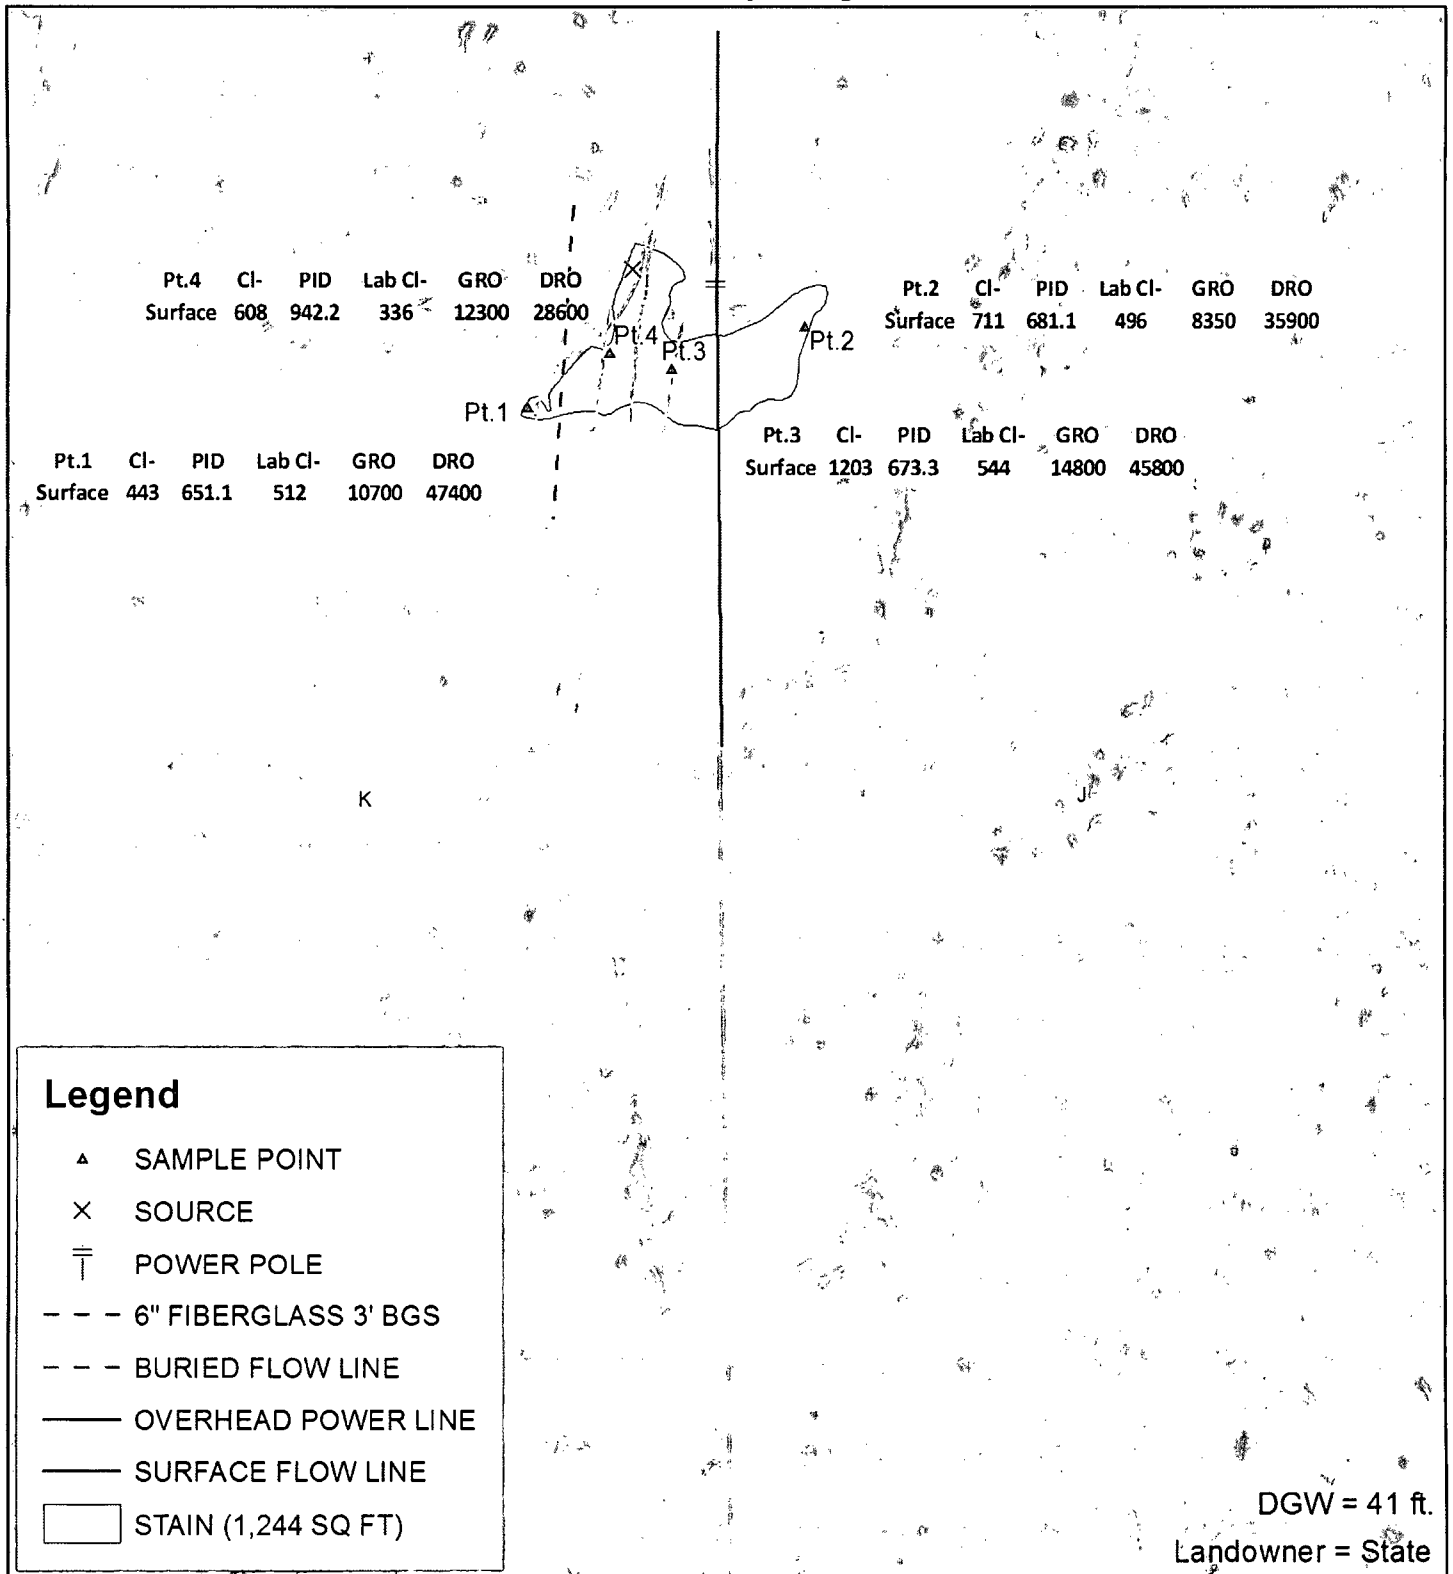 Pt.4 Cl- PID Lab Cl- GRO DRO
Surface 608 942.2 336 12300 28600
Pt.2 Cl- PID Lab Cl- GRO DRO
Surface 711 681.1 496 8350 35900
Pt.4
Pt.3
Pt.2
Pt.1
Pt.3 Cl- PID Lab Cl- GRO DRO
Surface 1203 673.3 544 14800 45800
Pt.1 Cl- PID Lab Cl- GRO DRO
Surface 443 651.1 512 10700 47400
K
J
Legend
SAMPLE POINT
SOURCE
POWER POLE
6" FIBERGLASS 3' BGS
BURIED FLOW LINE
OVERHEAD POWER LINE
SURFACE FLOW LINE
STAIN (1,244 SQ FT)
DGW = 41 ft.
Landowner = State